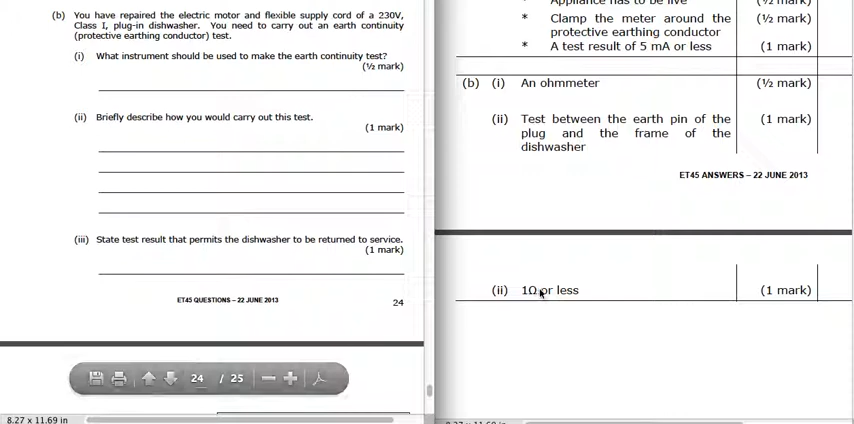 (b) You have repaired the electric motor and flexible supply cord of a 230V,
Class I, plug-in dishwasher. You need to carry out an earth continuity
(protective earthing conductor) test.
(i) What instrument should be used to make the earth continuity test?
(½ mark)
(ii) Briefly describe how you would carry out this test.
(1 mark)
(iii) State test result that permits the dishwasher to be returned to service.
(1 mark)
ET45 QUESTIONS – 22 JUNE 2013
24
24 / 25
8.27 x 11.69 in
Appliance has to be live (½ mark)
* Clamp the meter around the (½ mark)
protective earthing conductor
* A test result of 5 mA or less (1 mark)
(b) (i) An ohmmeter (½ mark)
(ii) Test between the earth pin of the (1 mark)
plug and the frame of the
dishwasher
ET45 ANSWERS – 22 JUNE 2013
(ii) 1Ω or less (1 mark)